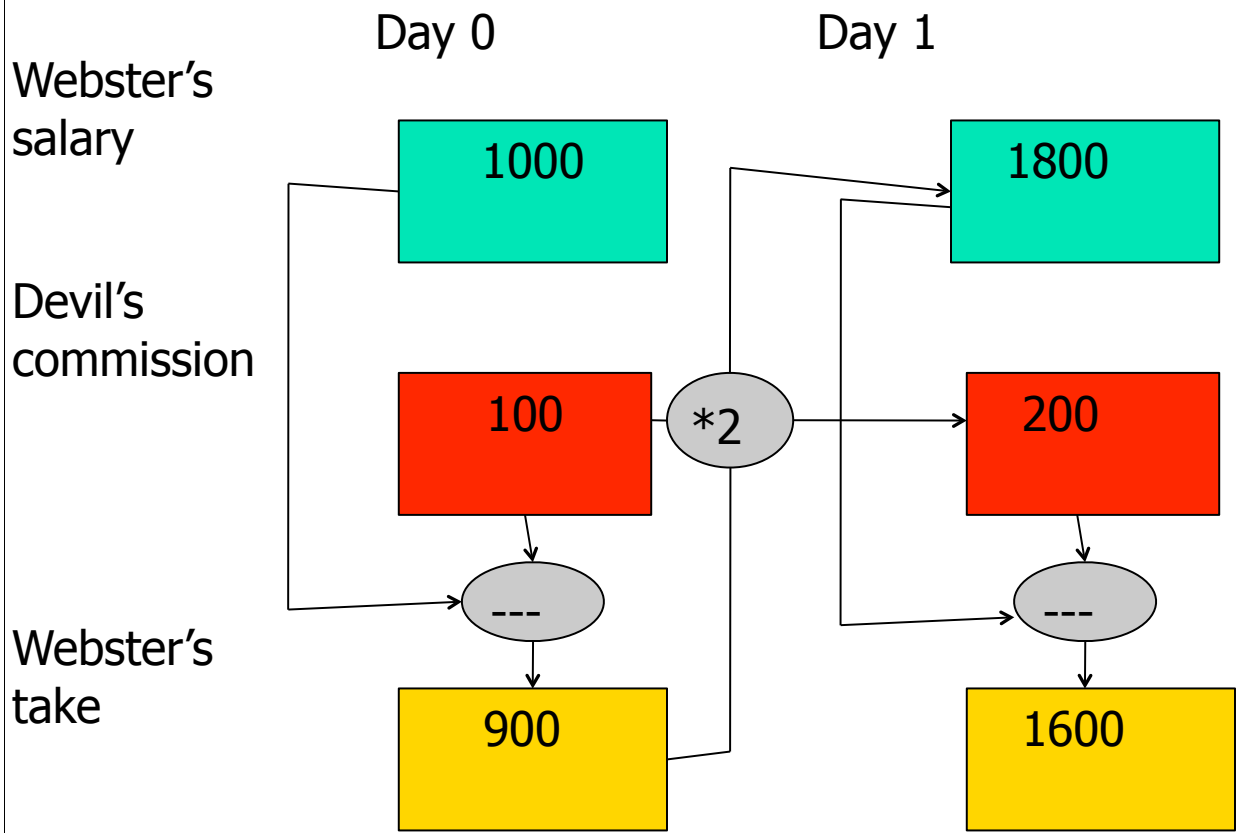 Day 0
Day 1
Webster’s
salary
1000
1800
Devil’s
commission
100
*2
200
---
---
Webster’s
take
900
1600